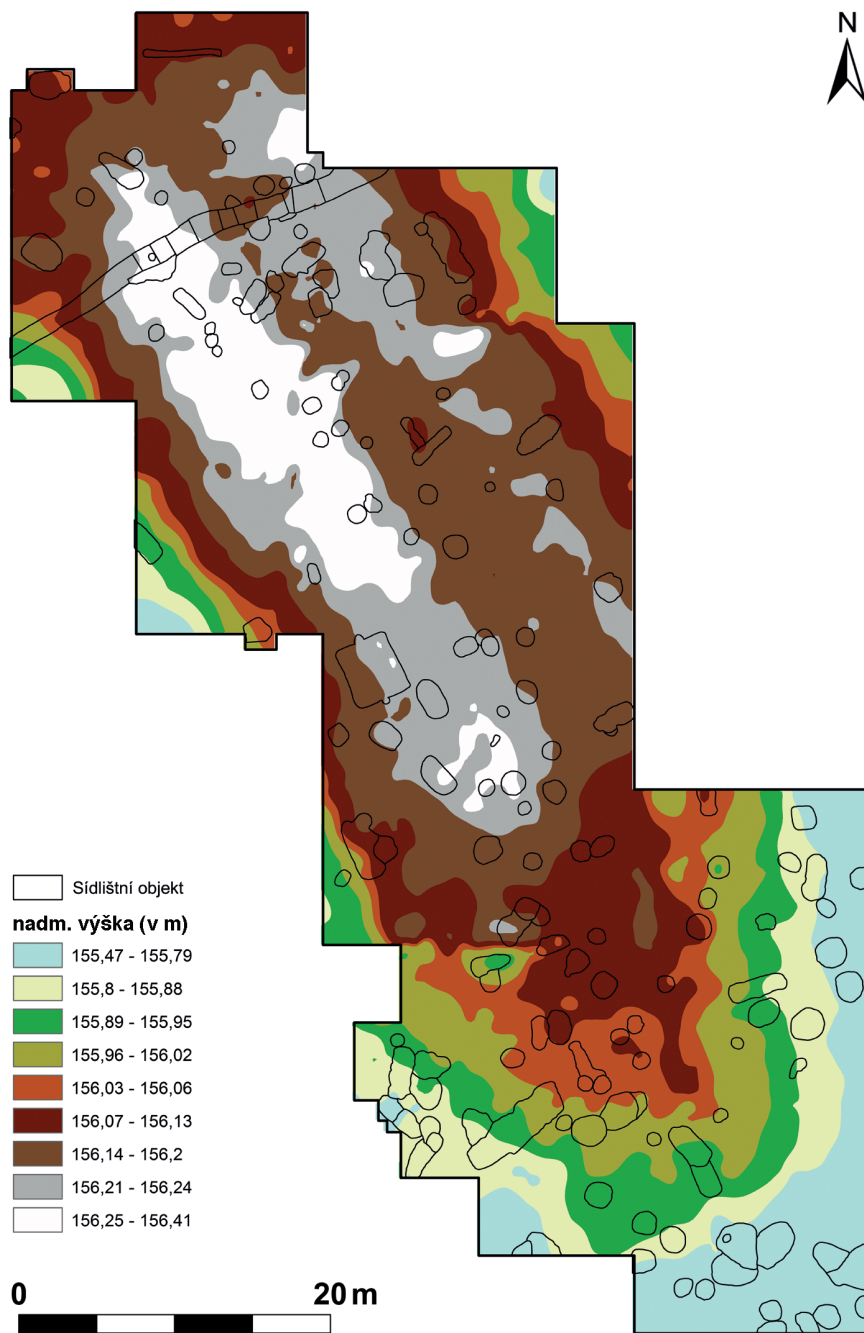 N
Sídlištní objekt
nadm. výška (v m)
155,47 - 155,79
155,8 - 155,88
155,89 - 155,95
155,96 - 156,02
156,03 - 156,06
156,07 - 156,13
156,14 - 156,2
156,21 - 156,24
156,25 - 156,41
0 20 m